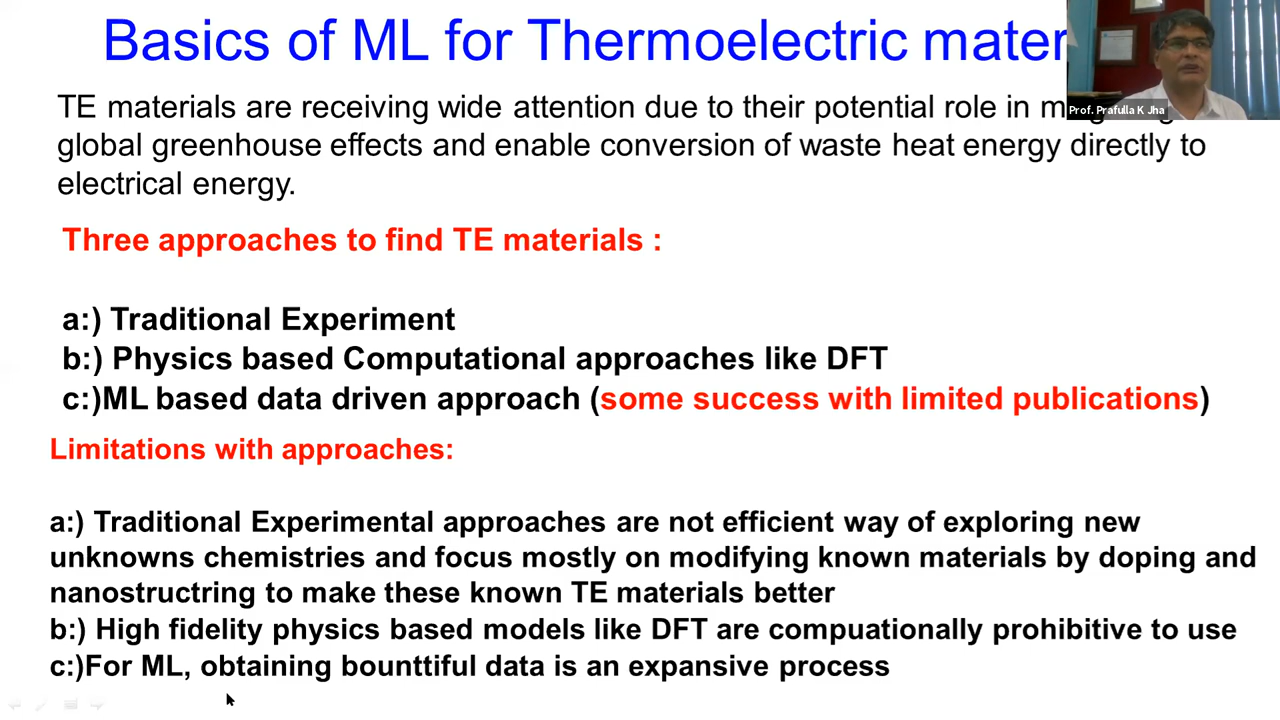 Basics of ML for Thermoelectric mater
Prof. Prafulla K Jha
TE materials are receiving wide attention due to their potential role in
global greenhouse effects and enable conversion of waste heat energy directly to
electrical energy.
Three approaches to find TE materials :
a:) Traditional Experiment
b:) Physics based Computational approaches like DFT
c:)ML based data driven approach (some success with limited publications)
Limitations with approaches:
a:) Traditional Experimental approaches are not efficient way of exploring new
unknowns chemistries and focus mostly on modifying known materials by doping and
nanostructring to make these known TE materials better
b:) High fidelity physics based models like DFT are compuationally prohibitive to use
c:)For ML, obtaining bounttiful data is an expansive process